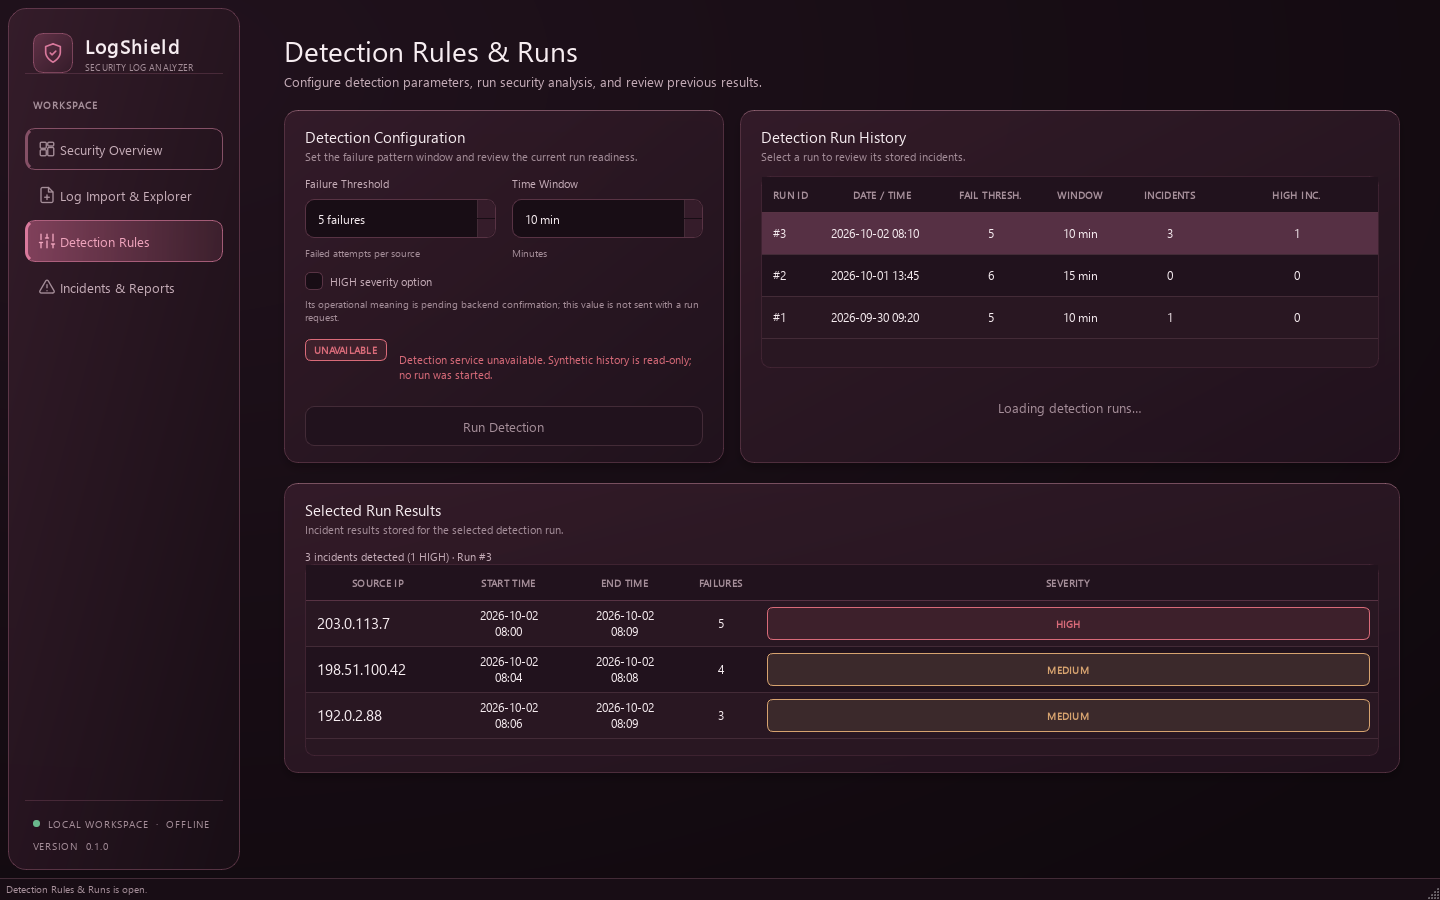 LogShield
SECURITY LOG ANALYZER
WORKSPACE
Security Overview
Log Import & Explorer
Detection Rules
Incidents & Reports
LOCAL WORKSPACE · OFFLINE
VERSION 0.1.0
Detection Rules & Runs
Configure detection parameters, run security analysis, and review previous results.
Detection Configuration
Set the failure pattern window and review the current run readiness.
Failure Threshold
Time Window
5 failures
10 min
Failed attempts per source
Minutes
HIGH severity option
Its operational meaning is pending backend confirmation; this value is not sent with a run
request.
UNAVAILABLE
Detection service unavailable. Synthetic history is read-only;
no run was started.
Run Detection
Detection Run History
Select a run to review its stored incidents.
RUN ID DATE / TIME FAIL THRESH. WINDOW INCIDENTS HIGH INC.
#3 2026-10-02 08:10 5 10 min 3 1
#2 2026-10-01 13:45 6 15 min 0 0
#1 2026-09-30 09:20 5 10 min 1 0
Loading detection runs...
Selected Run Results
Incident results stored for the selected detection run.
3 incidents detected (1 HIGH) · Run #3
SOURCE IP START TIME END TIME FAILURES SEVERITY
203.0.113.7 2026-10-02 08:00 2026-10-02 08:09 5 HIGH
198.51.100.42 2026-10-02 08:04 2026-10-02 08:08 4 MEDIUM
192.0.2.88 2026-10-02 08:06 2026-10-02 08:09 3 MEDIUM
Detection Rules & Runs is open.